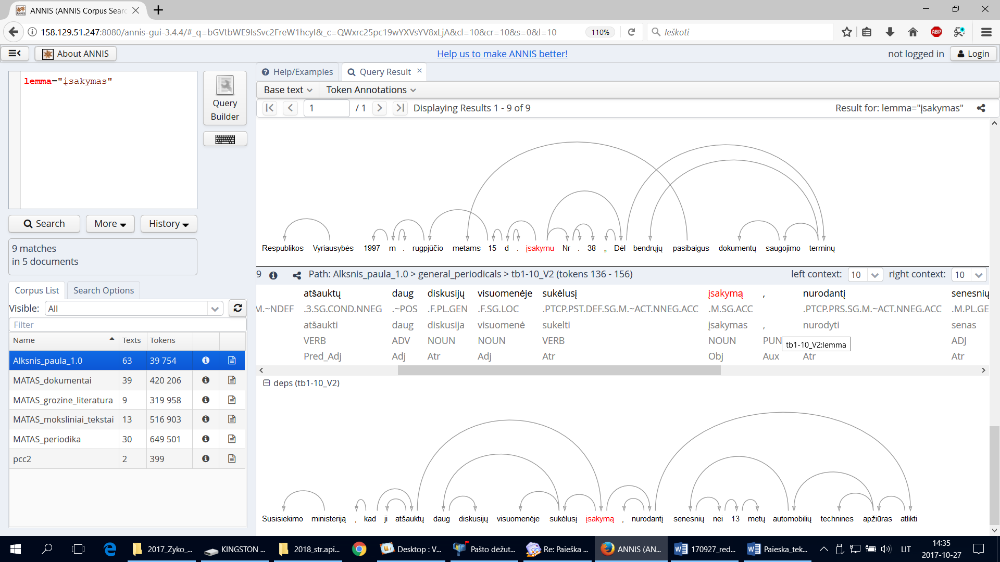 ANNIS (ANNIS Corpus Searc
158.129.51.247:8080/annis-gui-3.4.4/#_q=bGVtbWE9IsSvc2FreW1hcyI&_c=QWxrc25pc19wYXVsYV8xLjA&cl=10&cr=10&s=0&l=10
110%
Ieškoti
ABP
About ANNIS
Help us to make ANNIS better!
not logged in
Login
lemma="įsakymas"
Query
Builder
Search
More
History
9 matches
in 5 documents
Corpus List
Search Options
Visible:
All
Filter
Name Texts Tokens
Alksnis_paula_1.0 63 39 754
MATAS_dokumentai 39 420 206
MATAS_grozine_literatura 9 319 958
MATAS_moksliniai_tekstai 13 516 903
MATAS_periodika 30 649 501
pcc2 2 399
Help/Examples
Query Result
Base text
Token Annotations
1 / 1 Displaying Results 1 - 9 of 9
Result for: lemma="įsakymas"
Respublikos Vyriausybės 1997 m . rugpjūčio metams 15 d . įsakymu Nr . 38 „ Dėl bendrųjų pasibaigus dokumentų saugojimo terminų
9 Path: Alksnis_paula_1.0 > general_periodicals > tb1-10_V2 (tokens 136 - 156) left context: 10 right context: 10
atšauktų daug diskusijų visuomenėje sukėlusį įsakymą , nurodantį senesnių
M.~NDEF .3.SG.COND.NNEG .~POS .F.PL.GEN .F.SG.LOC .PTCP.PST.DEF.SG.M.~ACT.NNEG.ACC .M.SG.ACC .PTCP.PRS.SG.M.~ACT.NNEG.ACC .M.PL.GE
atšaukti daug diskusija visuomenė sukelti įsakymas , nurodyti senas
VERB ADV NOUN NOUN VERB NOUN PUN ADJ
tb1-10_V2:lemma
Pred_Adj Adj Atr Adj Atr Obj Aux Atr Atr
deps (tb1-10_V2)
Susisiekimo ministeriją , kad ji atšauktų daug diskusijų visuomenėje sukėlusį įsakymą , nurodantį senesnių nei 13 metų automobilių technines apžiūras atlikti
2017_Zyko_...
KINGSTON ...
2018_str.api...
Desktop : V...
Pašto dėžut...
Re: Paieška ...
ANNIS (AN...
170927_red...
Paieska_tek...
LIT
14:35
2017-10-27